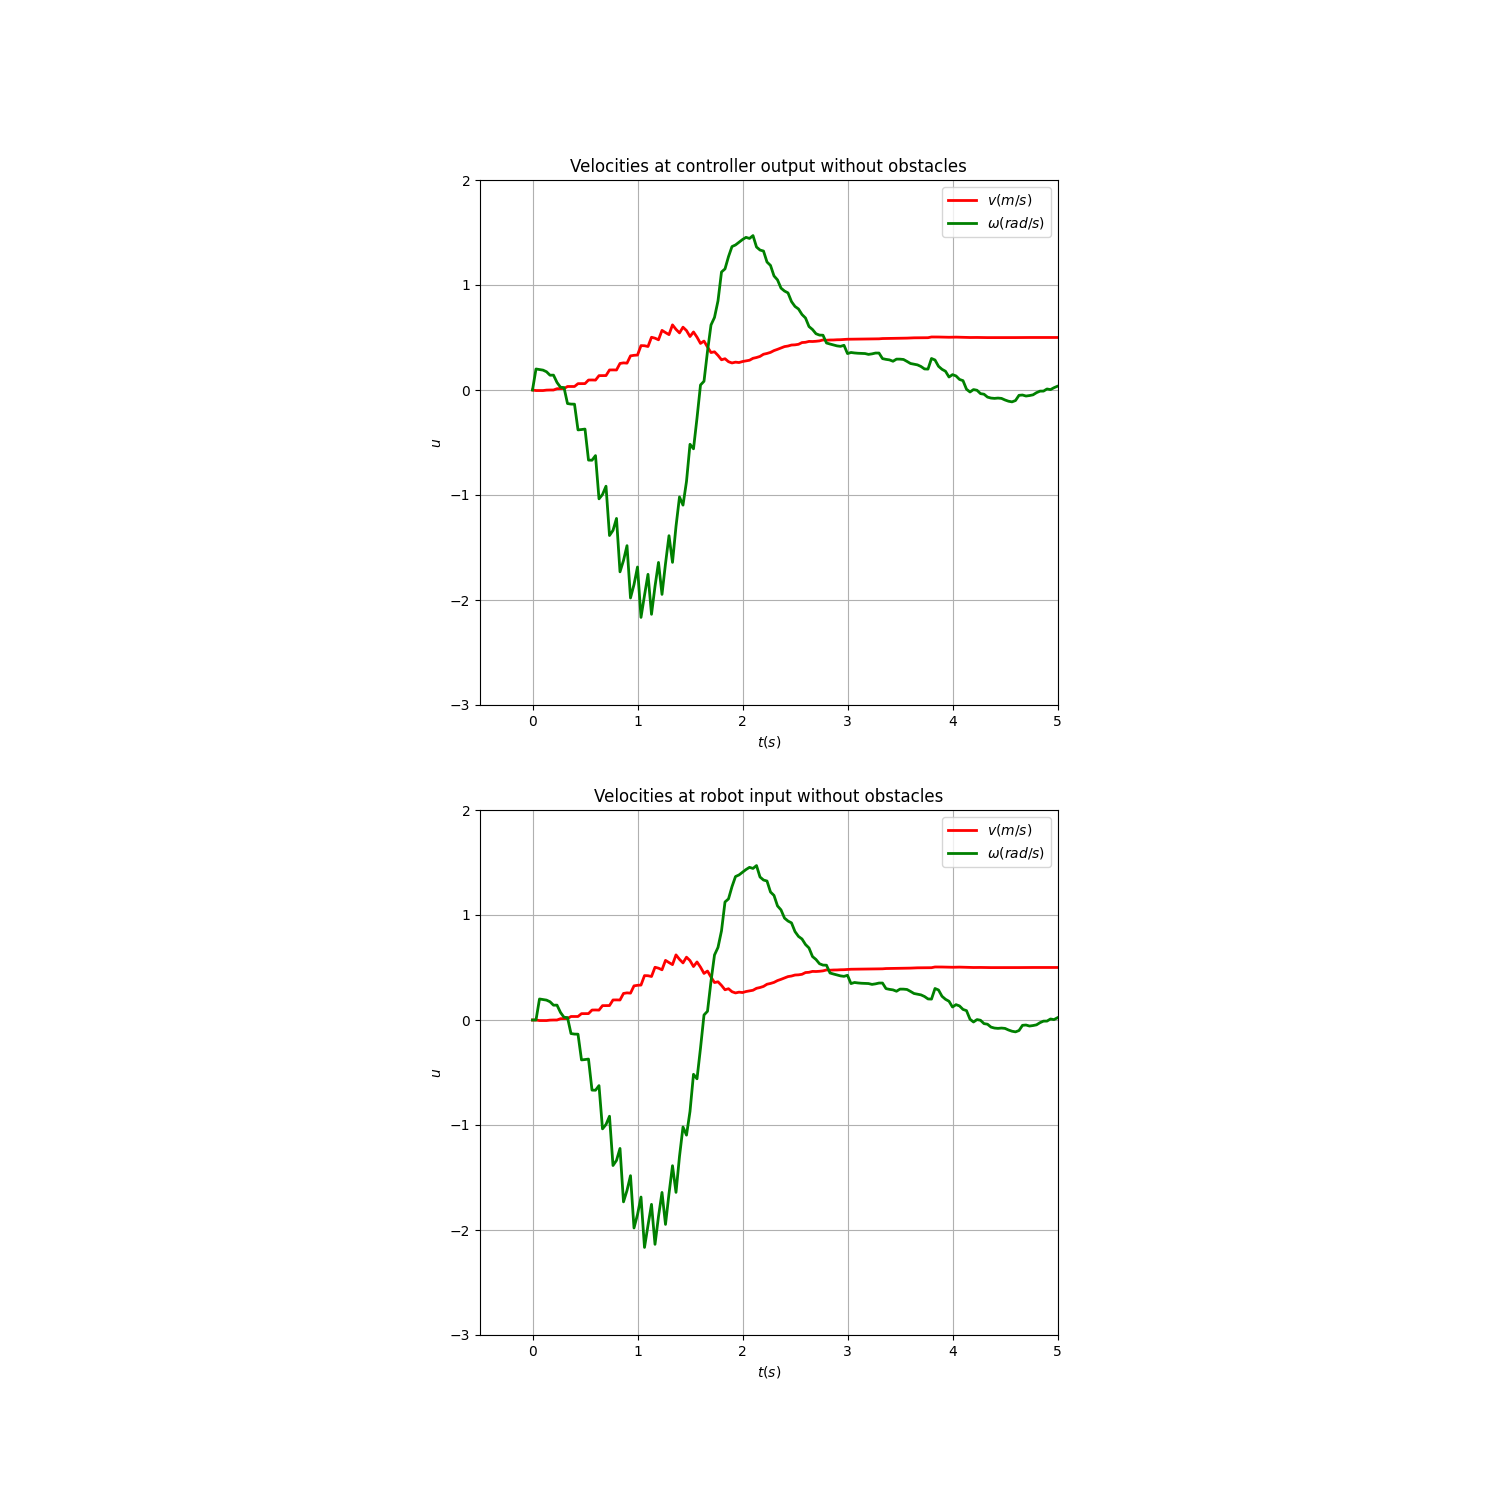 Velocities at controller output without obstacles
2
1
0
−1
−2
−3
u
v(m/s)
ω(rad/s)
0 1 2 3 4 5
t(s)
Velocities at robot input without obstacles
2
1
0
−1
−2
−3
u
v(m/s)
ω(rad/s)
0 1 2 3 4 5
t(s)